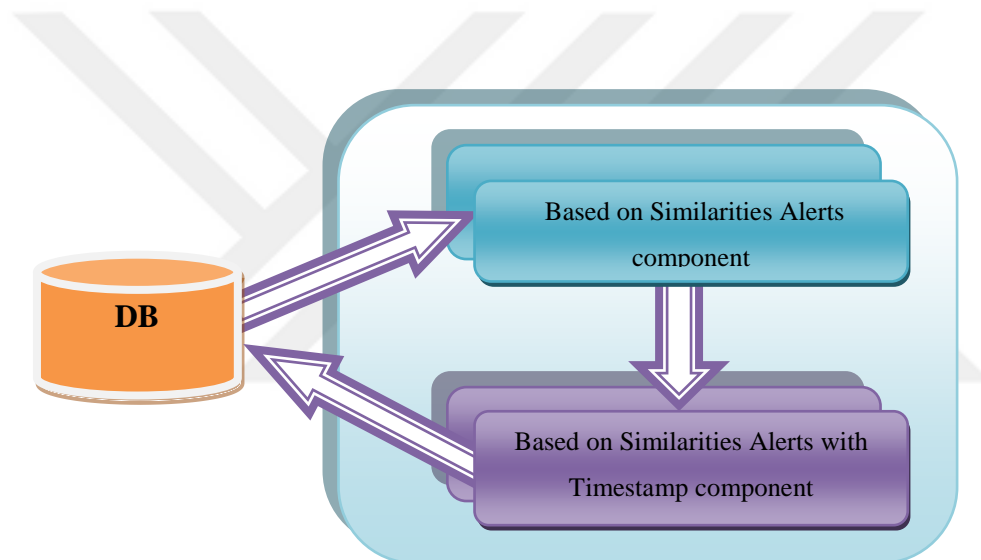 Based on Similarities Alerts
component
DB
Based on Similarities Alerts with
Timestamp component